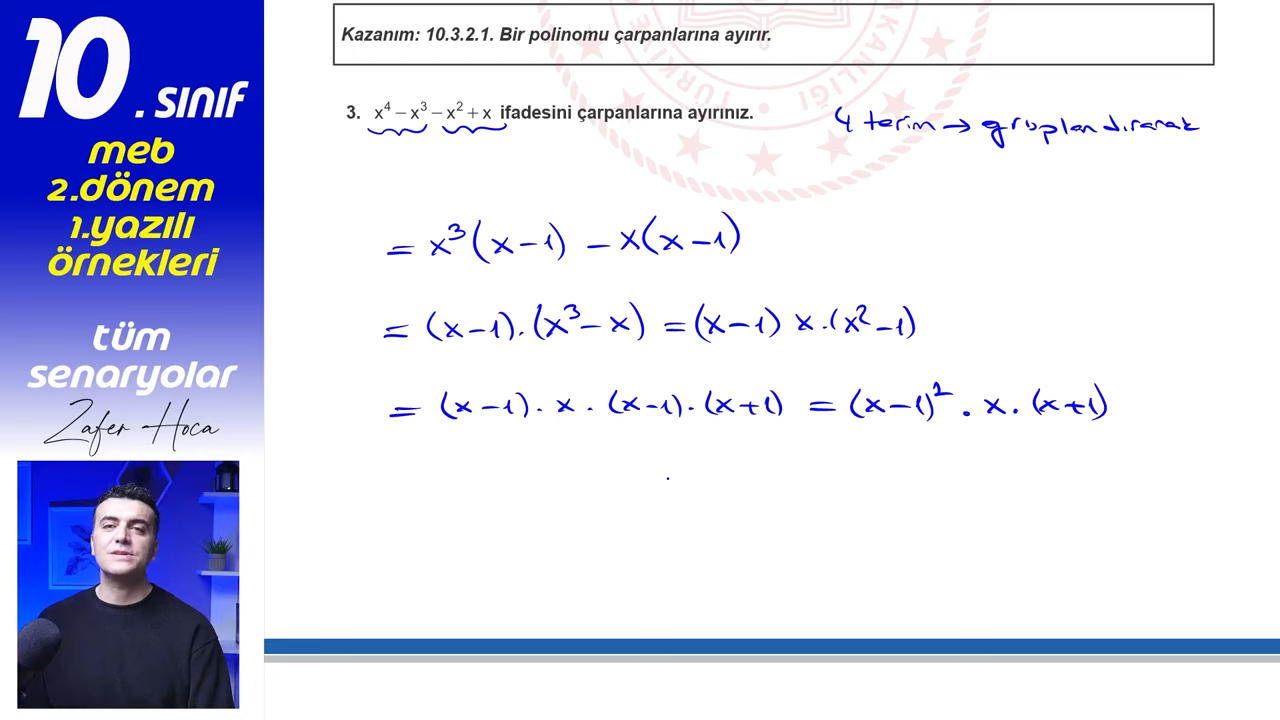 10. SINIF
meb
2.dönem
1.yazılı
örnekleri
tüm
senaryolar
Zafer Hoca
Kazanım: 10.3.2.1. Bir polinomu çarpanlarına ayırır.
3. x⁴ – x³ – x² + x ifadesini çarpanlarına ayırınız.
4 terim → gruplandırarak
= x³(x–1) – x(x–1)
= (x–1).(x³–x) = (x–1) x.(x²–1)
= (x–1).x.(x–1).(x+1) = (x–1)².x.(x+1)